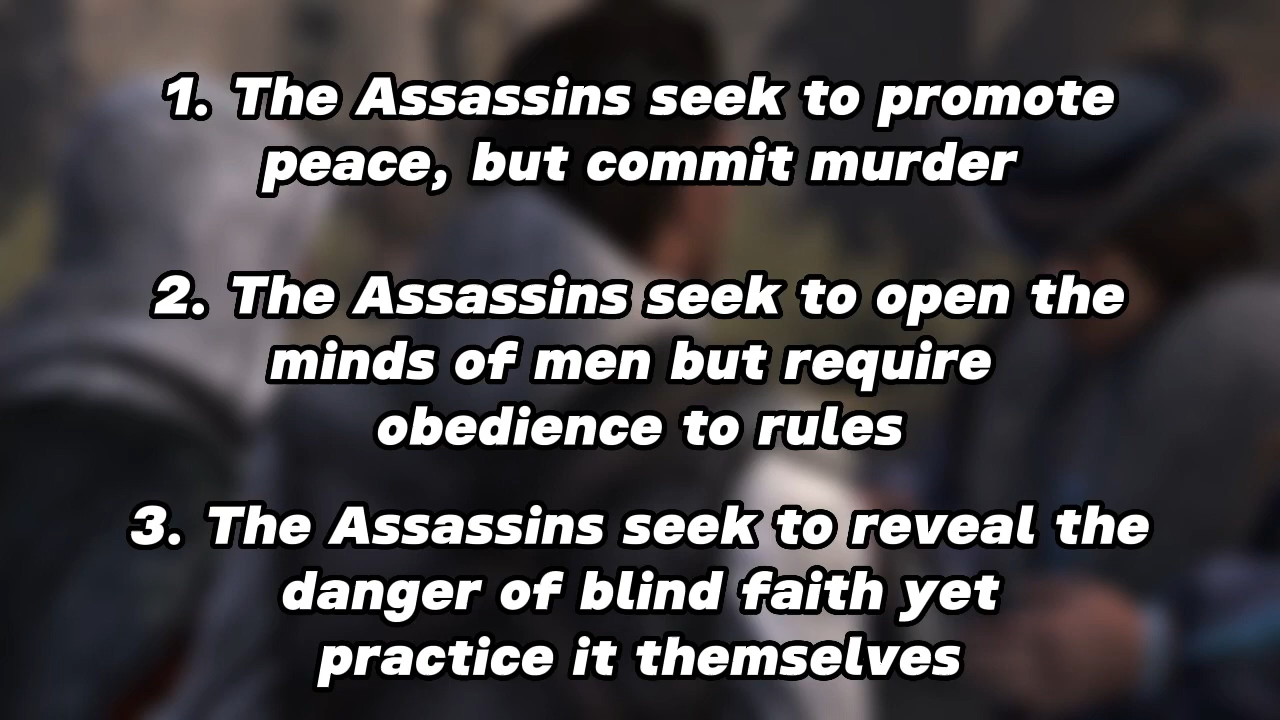 1. The Assassins seek to promote
peace, but commit murder
2. The Assassins seek to open the
minds of men but require
obedience to rules
3. The Assassins seek to reveal the
danger of blind faith yet
practice it themselves